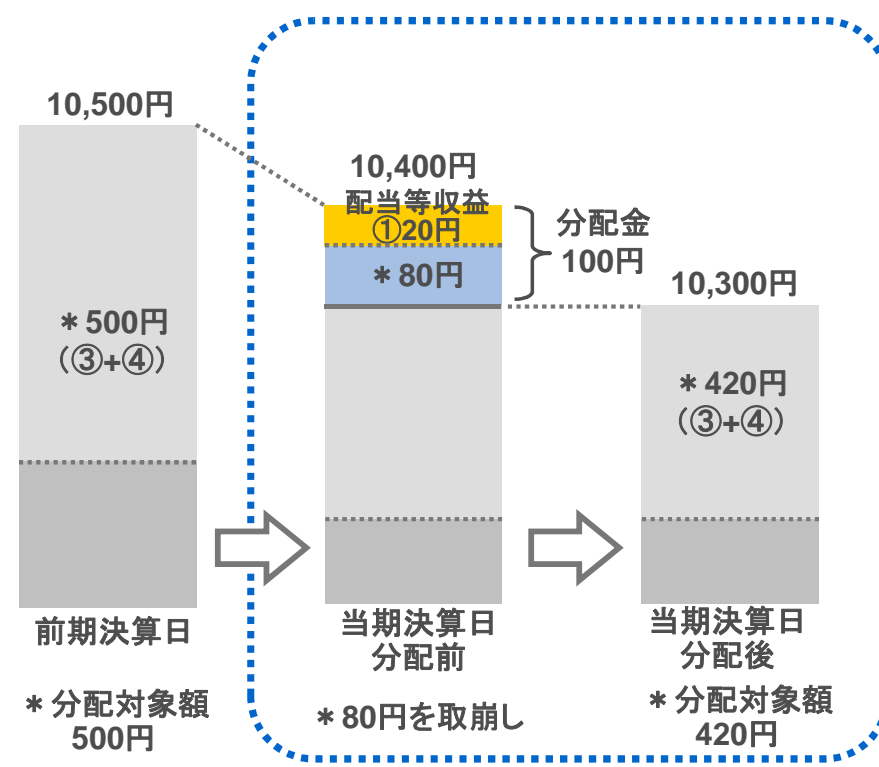 10,500円
＊500円
（③+④）
前期決算日
＊分配対象額
500円
10,400円
配当等収益
①20円
＊80円
分配金
100円
当期決算日
分配前
＊80円を取崩し
10,300円
＊420円
（③+④）
当期決算日
分配後
＊分配対象額
420円